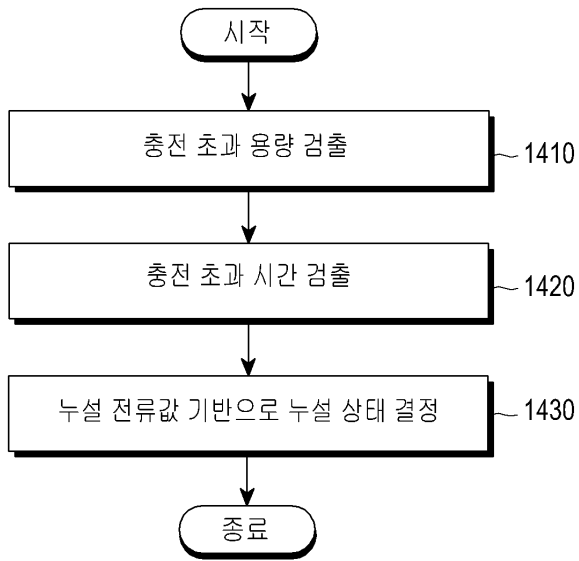 시작
충전 초과 용량 검출
1410
충전 초과 시간 검출
1420
누설 전류값 기반으로 누설 상태 결정
1430
종료